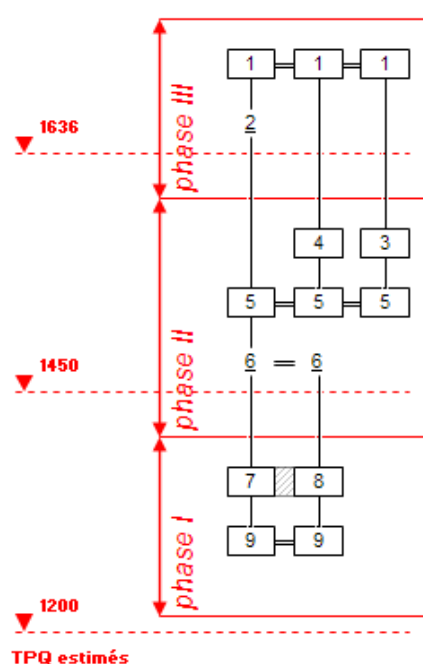 1 1 1
1636
2
phase III
4 3
5 5 5
phase II
1450
6 = 6
7 8
phase I
9 9
1200
TPQ estimés